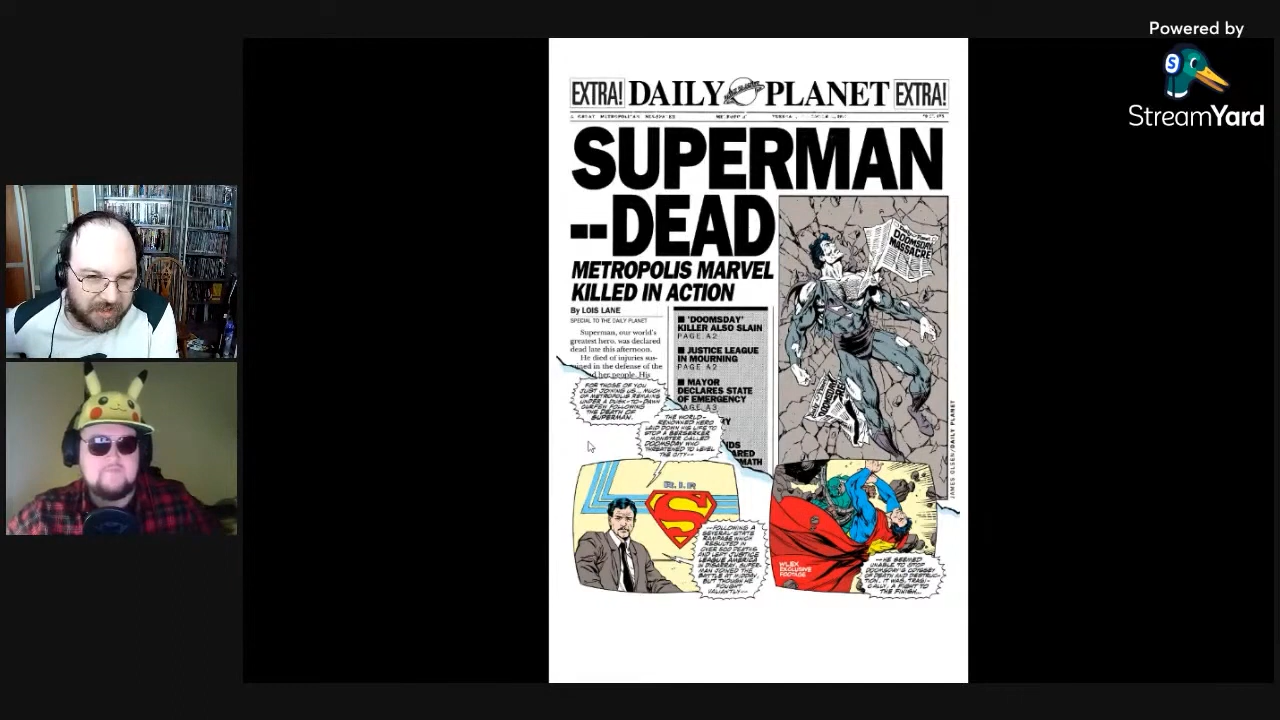 Powered by
S
StreamYard
EXTRA! DAILY PLANET EXTRA!
SUPERMAN
--DEAD
METROPOLIS MARVEL
KILLED IN ACTION
By LOIS LANE
SPECIAL TO THE DAILY PLANET
Superman, our world's
greatest hero, was declared
dead late this afternoon.
He died of injuries sus-
in the defense of the
her people. His
■ 'DOOMSDAY'
KILLER ALSO SLAIN
PAGE A2
■ JUSTICE LEAGUE
IN MOURNING
PAGE A2
■ MAYOR
DECLARES STATE
OF EMERGENCY
PAGE A3
DOOMSDAY
MASSACRE
JAMES OLSEN/DAILY PLANET
FOR THOSE OF YOU
JUST JOINING US... MUCH
OF METROPOLIS REMAINS
UNDER A DUSK-TO-DAWN
CURFEW FOLLOWING
THE DEATH OF
SUPERMAN.
THE WORLD-
RENOWNED HERO
LAID DOWN HIS LIFE TO
STOP A BERSERKER
MONSTER CALLED
DOOMSDAY WHO
THREATENED TO LEVEL
THE CITY--
R.I.P.
S
--FOLLOWING A
SEVERAL-STATE
RAMPAGE WHICH
RESULTED IN
OVER 500 DEATHS
AND LEFT JUSTICE
LEAGUE AMERICA
IN DISARRAY, SUPER-
MAN JOINED THE
BATTLE AT MIDDAY,
BUT THOUGH HE
FOUGHT
VALIANTLY--
WLEX
EXCLUSIVE
FOOTAGE
--HE SEEMED
UNABLE TO STOP
DOOMSDAY'S ODYSSEY
OF DEATH AND DESTRUC-
TION. IT WAS, TRAGI-
CALLY, A FIGHT TO
THE FINISH...